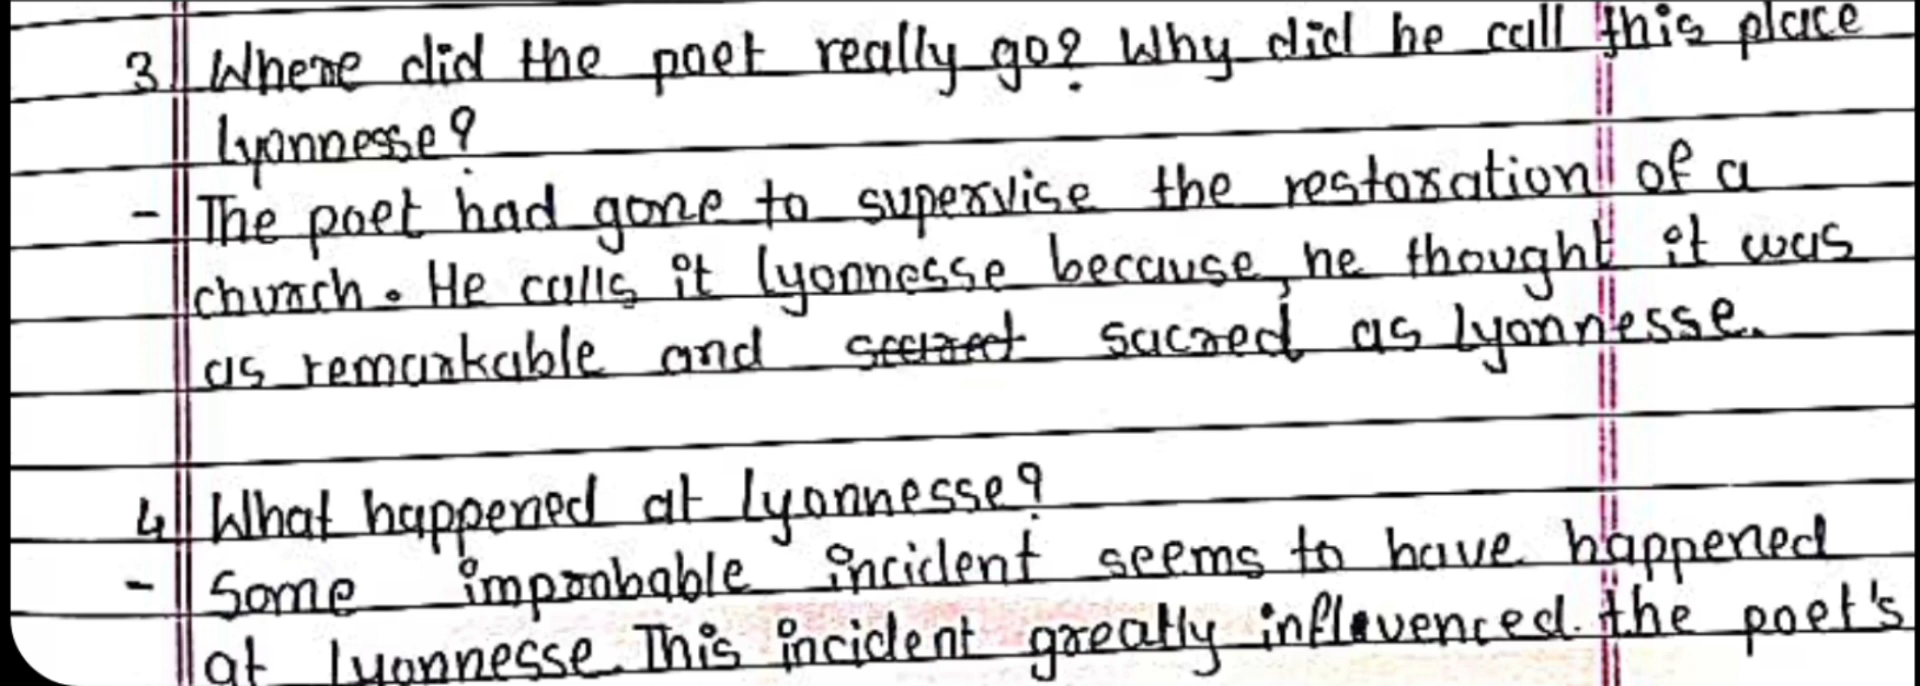 3 Where did the poet really go? Why did he call this place
Lyonnesse?
- The poet had gone to supervise the restoration of a
church. He calls it Lyonnesse because, he thought it was
as remarkable and sacred as Lyonnesse.
4 What happened at Lyonnesse?
- Some improbable incident seems to have happened
at Lyonnesse. This incident greatly influvenced the poet's